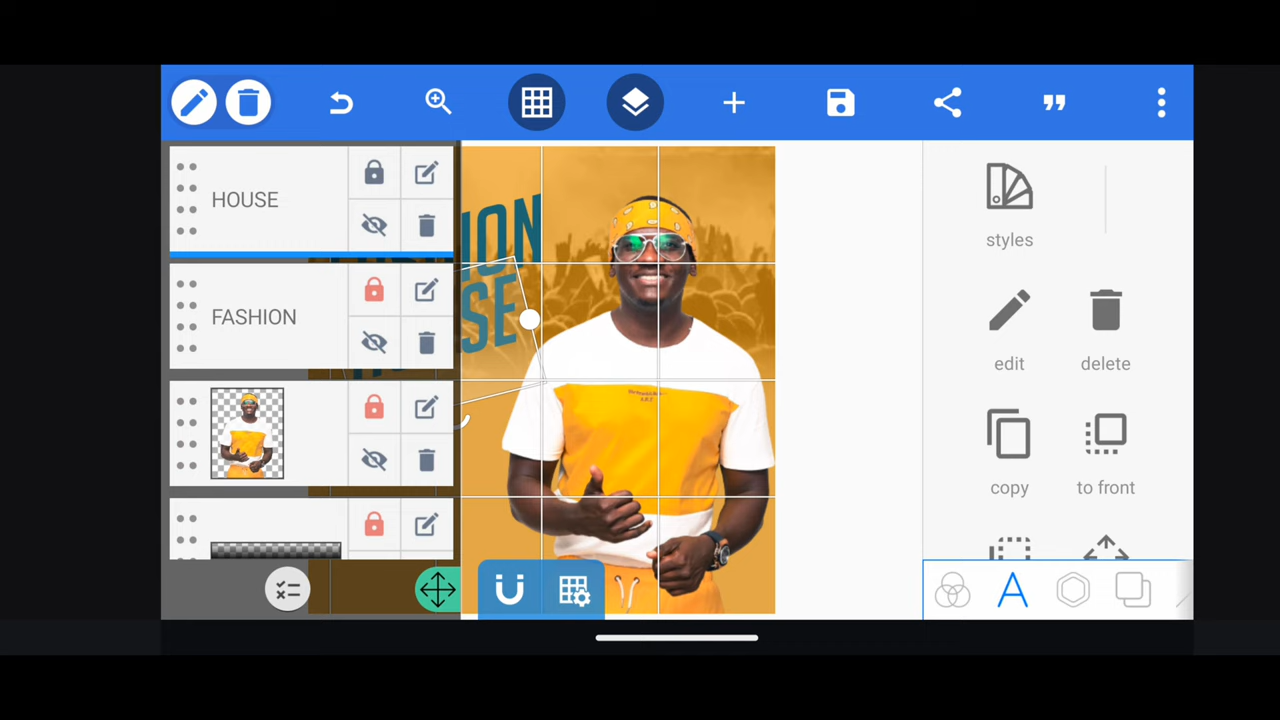 HOUSE
FASHION
ION
SE
styles
edit
delete
copy
to front